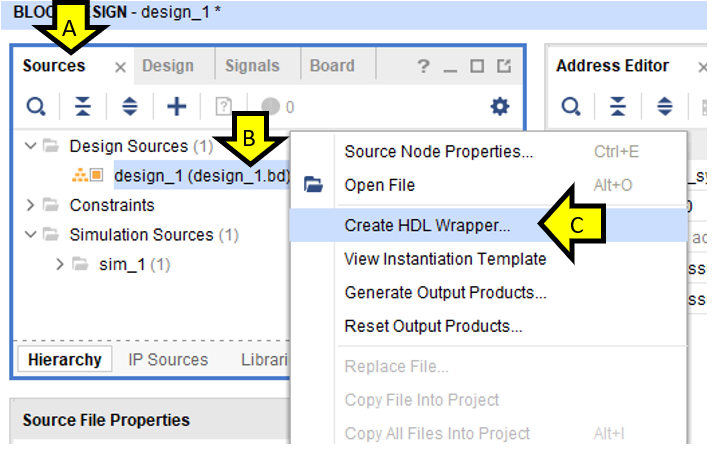 BLOC SIGN - design_1 *
A
Sources Design Signals Board ? Address Editor
0
B
Design Sources (1)
design_1 (design_1.bd)
Constraints
Simulation Sources (1)
sim_1 (1)
Source Node Properties... Ctrl+E
Open File Alt+O
Create HDL Wrapper... C
View Instantiation Template
Generate Output Products...
Reset Output Products...
Replace File...
Copy File Into Project
Copy All Files Into Project Alt+I
Hierarchy IP Sources Librari
Source File Properties